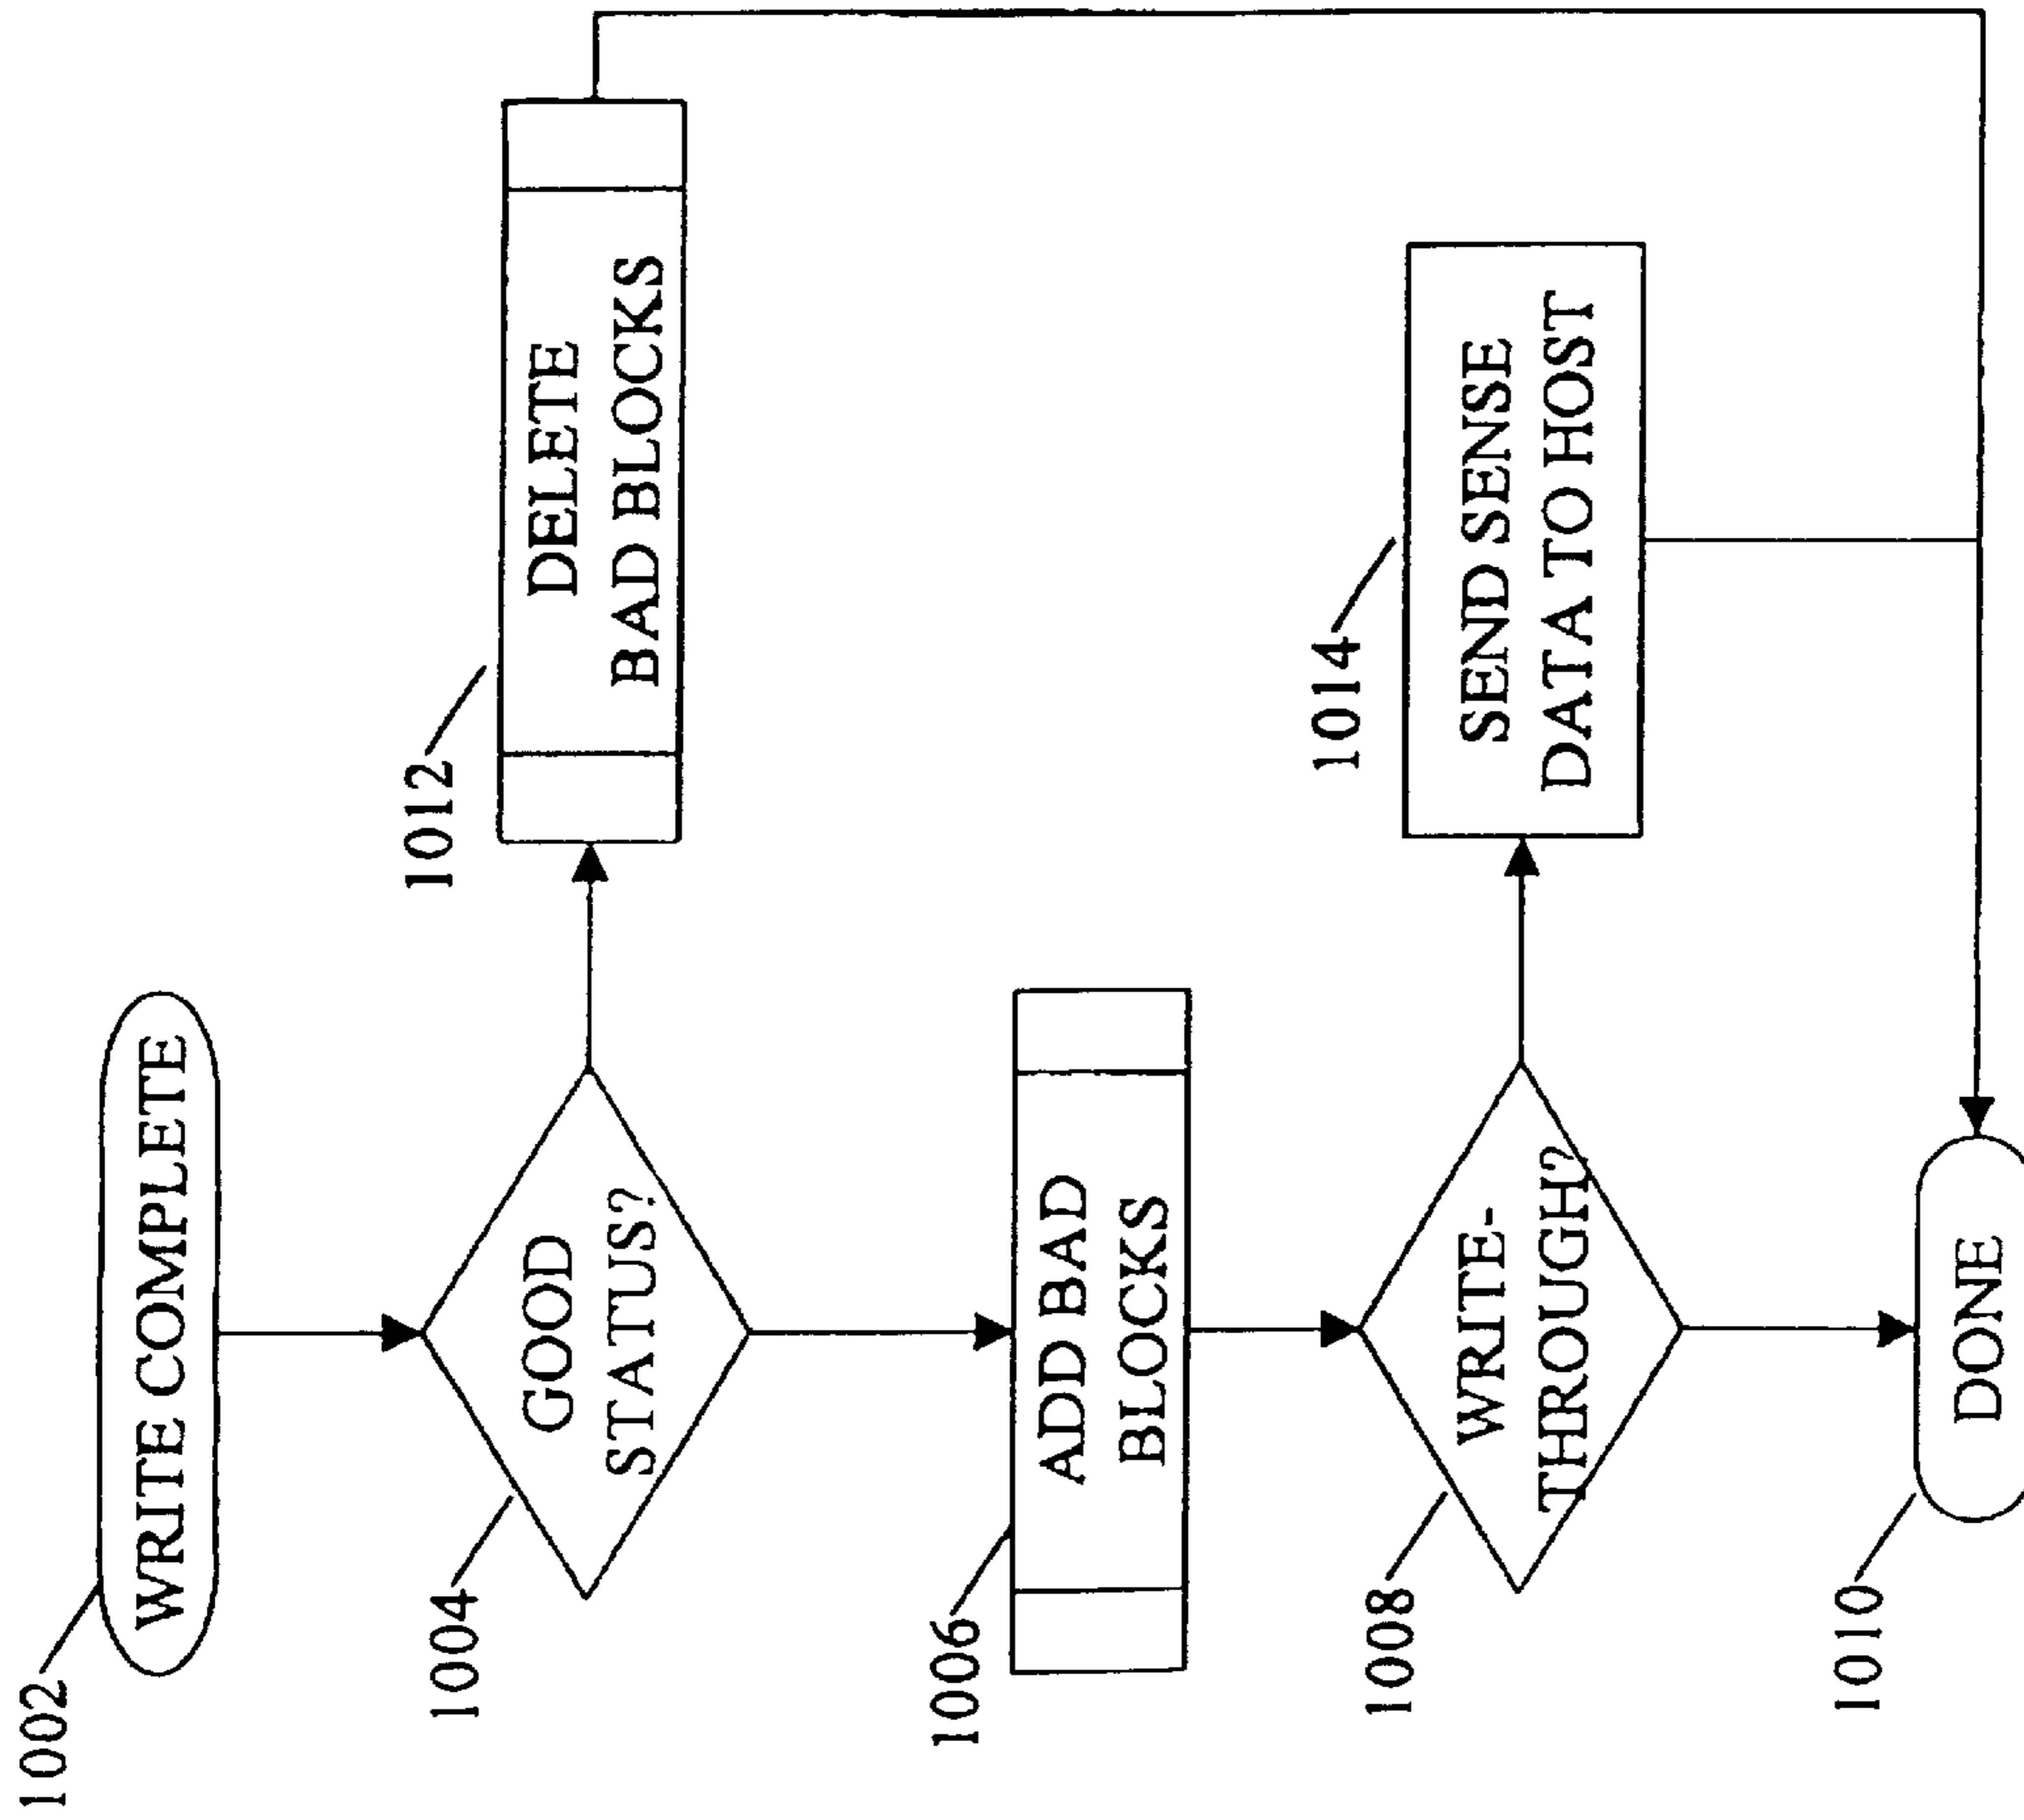 1002
WRITE COMPLETE
1004
GOOD
STATUS?
1012
DELETE
BAD BLOCKS
1006
ADD BAD
BLOCKS
1008
WRITE-
THROUGH?
1014
SEND SENSE
DATA TO HOST
1010
DONE